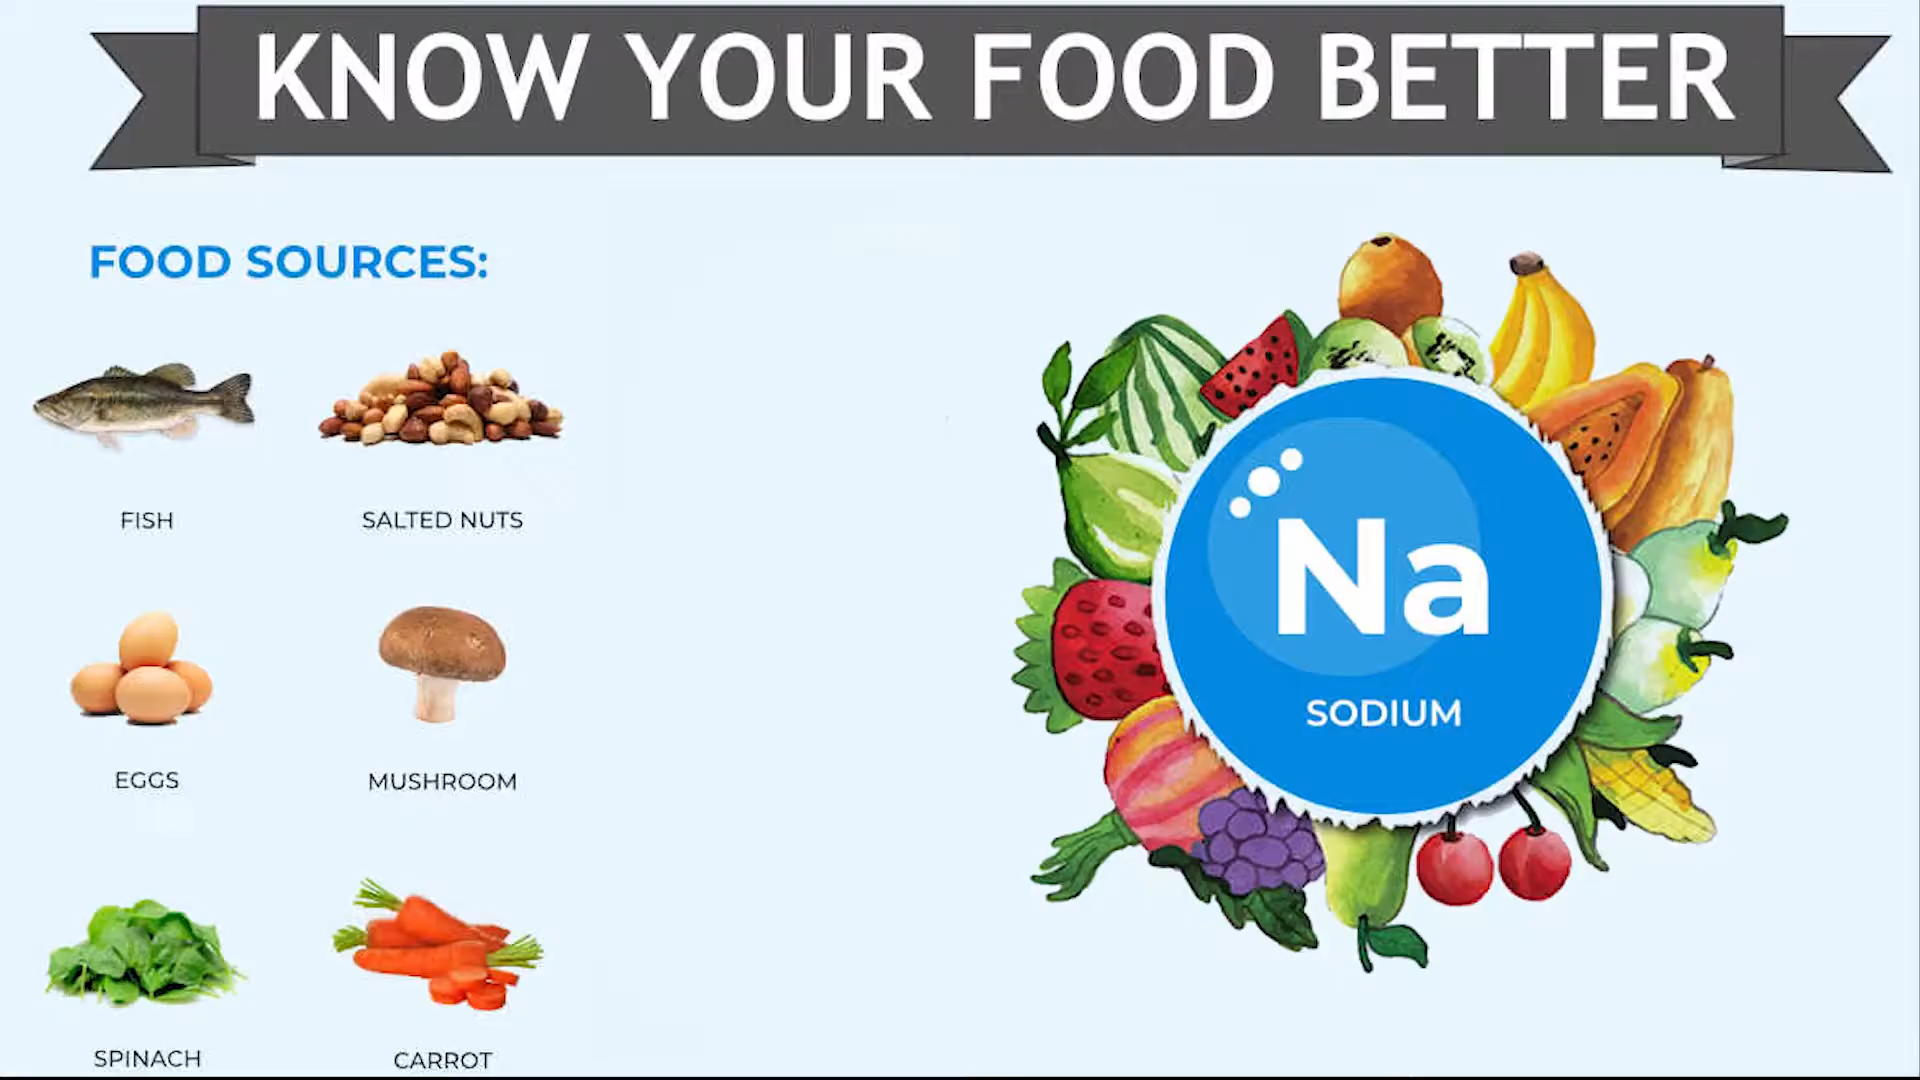 KNOW YOUR FOOD BETTER
FOOD SOURCES:
FISH
SALTED NUTS
EGGS
MUSHROOM
SPINACH
CARROT
Na
SODIUM